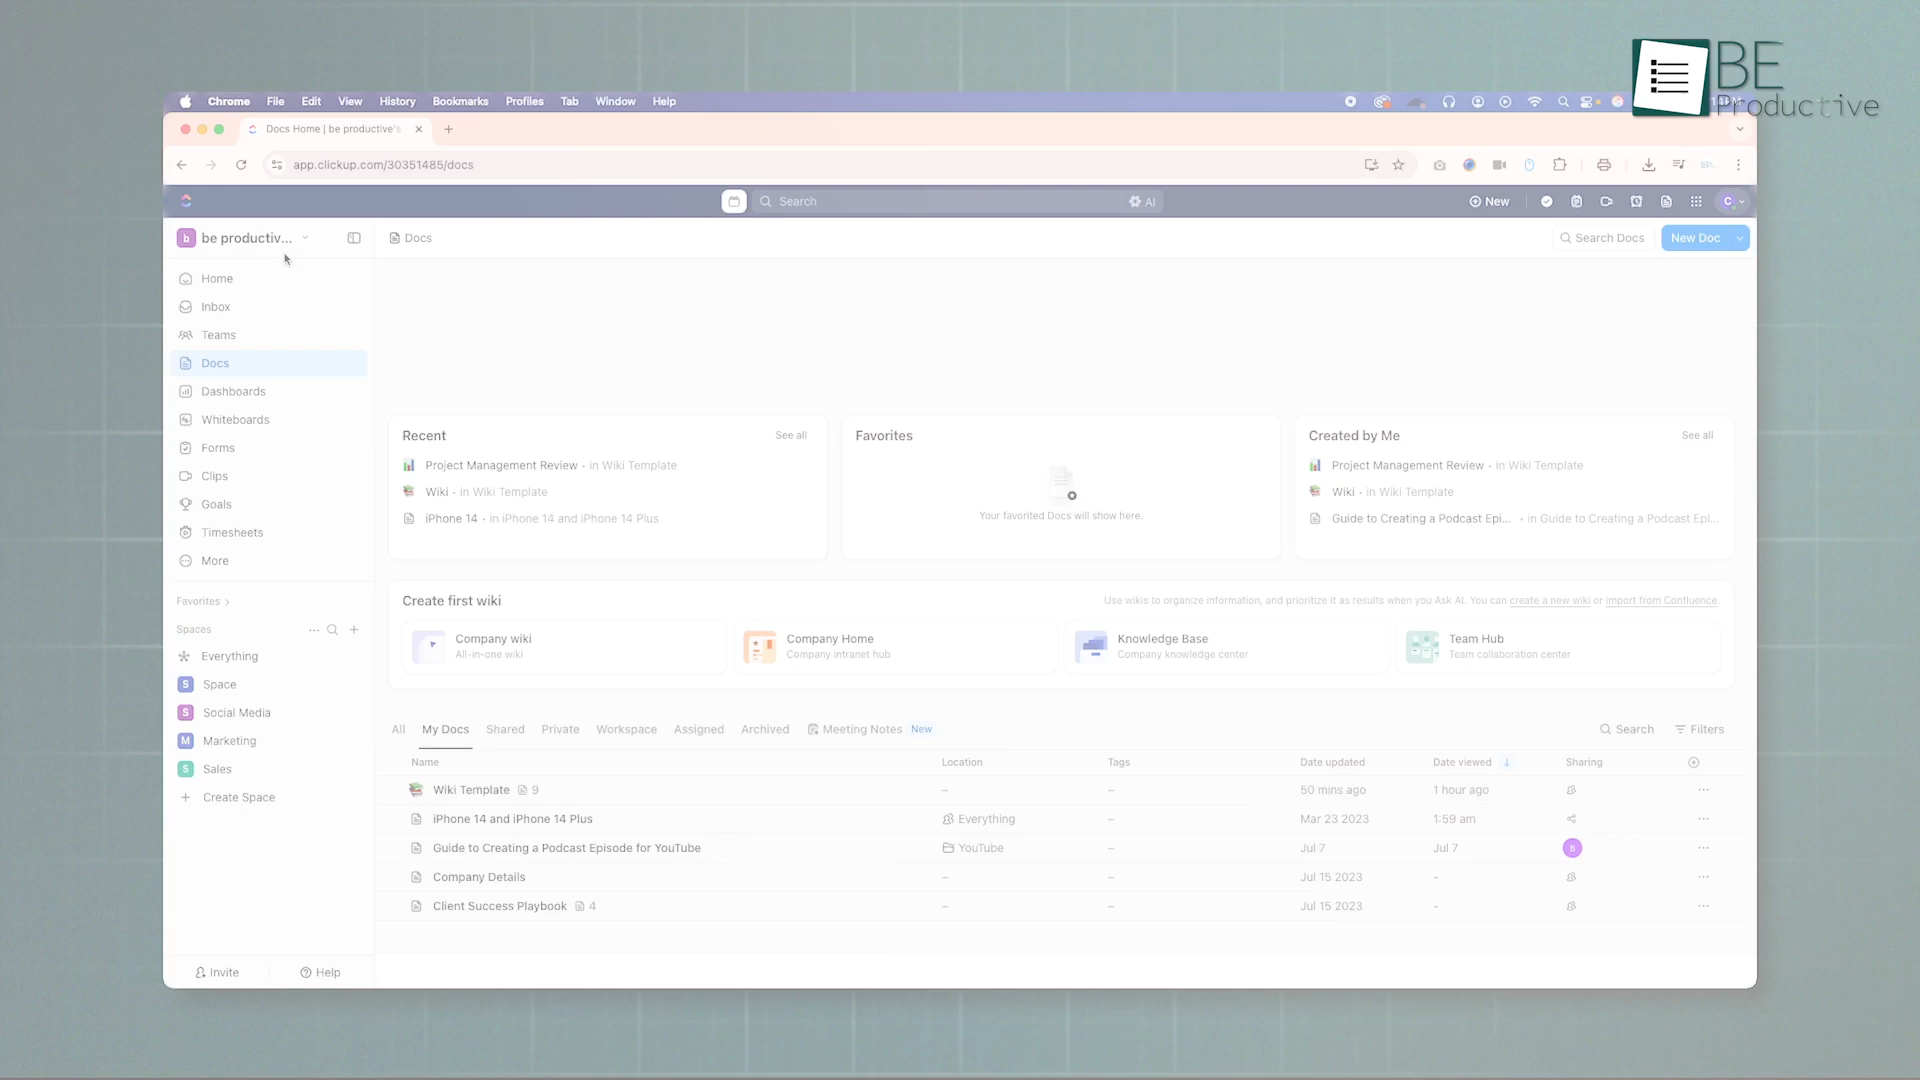 BE
Productive
Chrome File Edit View History Bookmarks Profiles Tab Window Help
Docs Home | be productive's
app.clickup.com/30351485/docs
Search
AI
New
C
b be productiv...
Docs
Search Docs
New Doc
Home
Inbox
Teams
Docs
Dashboards
Whiteboards
Forms
Clips
Goals
Timesheets
More
Favorites
Spaces
Everything
S Space
S Social Media
M Marketing
S Sales
Create Space
Invite
Help
Recent
See all
Project Management Review • in Wiki Template
Wiki • in Wiki Template
iPhone 14 • in iPhone 14 and iPhone 14 Plus
Favorites
Your favorited Docs will show here.
Created by Me
See all
Project Management Review • in Wiki Template
Wiki • in Wiki Template
Guide to Creating a Podcast Epi... • in Guide to Creating a Podcast Epi...
Create first wiki
Use wikis to organize information, and prioritize it as results when you Ask AI. You can create a new wiki or import from Confluence.
Company wiki
All-in-one wiki
Company Home
Company intranet hub
Knowledge Base
Company knowledge center
Team Hub
Team collaboration center
All My Docs Shared Private Workspace Assigned Archived Meeting Notes New
Search
Filters
Name Location Tags Date updated Date viewed Sharing
Wiki Template 9 – – 50 mins ago 1 hour ago
iPhone 14 and iPhone 14 Plus Everything – Mar 23 2023 1:59 am
Guide to Creating a Podcast Episode for YouTube YouTube – Jul 7 Jul 7 B
Company Details – – Jul 15 2023 -
Client Success Playbook 4 – – Jul 15 2023 -